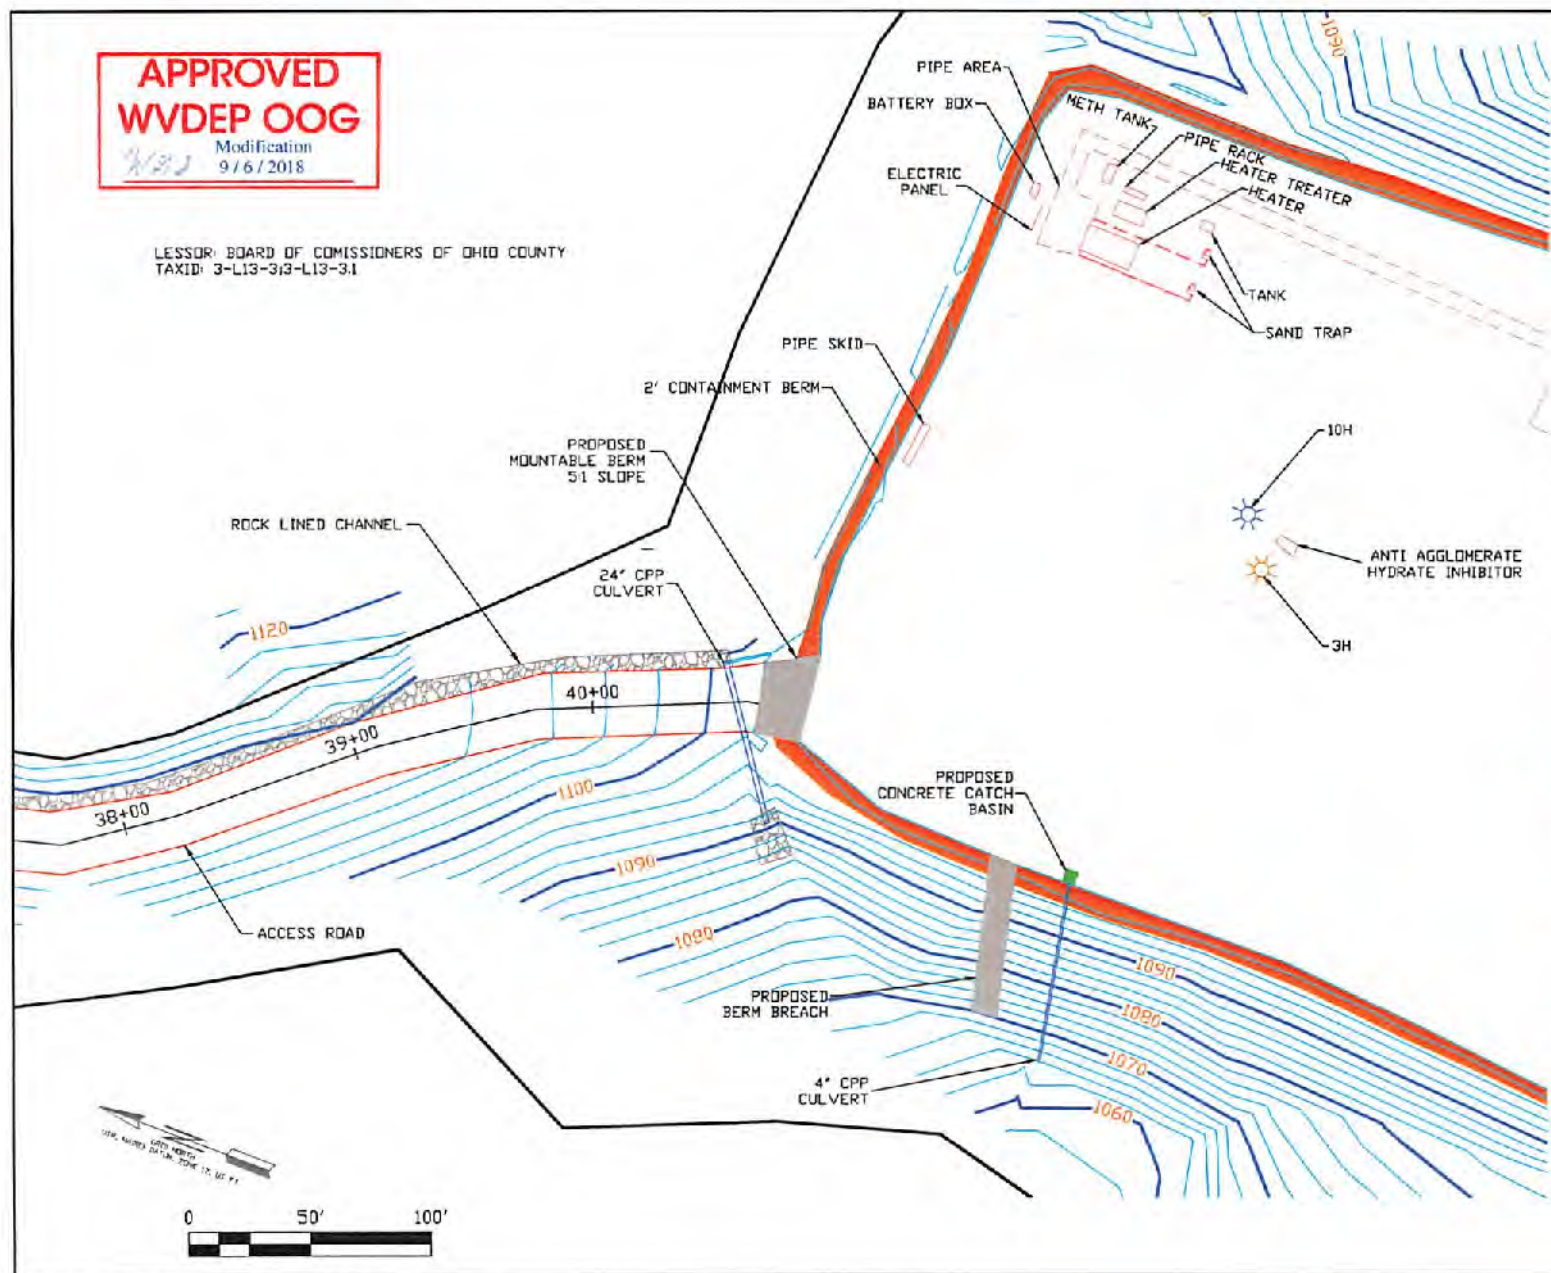 APPROVED
WVDEP OOG
Modification
9 / 6 / 2018
LESSOR: BOARD OF COMISSIONERS OF OHIO COUNTY
TAXID: 3-L13-3;3-L13-3.1
1090
PIPE AREA
BATTERY BOX
METH TANK
PIPE RACK
HEATER TREATER
HEATER
ELECTRIC
PANEL
TANK
SAND TRAP
PIPE SKID
2' CONTAINMENT BERM
PROPOSED
MOUNTABLE BERM
5:1 SLOPE
10H
ROCK LINED CHANNEL
24" CPP
CULVERT
ANTI AGGLOMERATE
HYDRATE INHIBITOR
3H
1120
40+00
39+00
38+00
1100
1090
1080
PROPOSED
CONCRETE CATCH
BASIN
ACCESS ROAD
PROPOSED
BERM BREACH
1090
1080
1070
1060
4" CPP
CULVERT
GRID NORTH
0 50' 100'